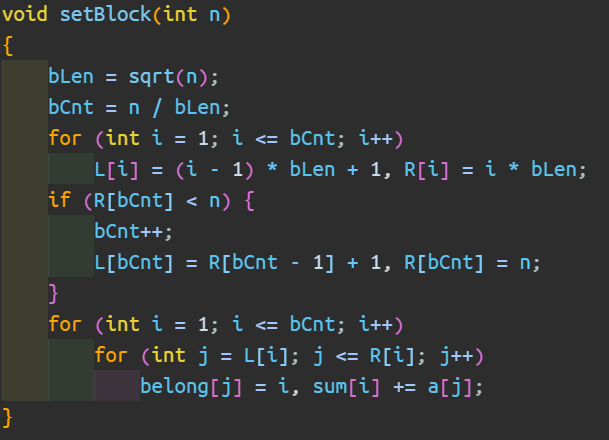 void setBlock(int n)
{
    bLen = sqrt(n);
    bCnt = n / bLen;
    for (int i = 1; i <= bCnt; i++)
        L[i] = (i - 1) * bLen + 1, R[i] = i * bLen;
    if (R[bCnt] < n) {
        bCnt++;
        L[bCnt] = R[bCnt - 1] + 1, R[bCnt] = n;
    }
    for (int i = 1; i <= bCnt; i++)
        for (int j = L[i]; j <= R[i]; j++)
            belong[j] = i, sum[i] += a[j];
}